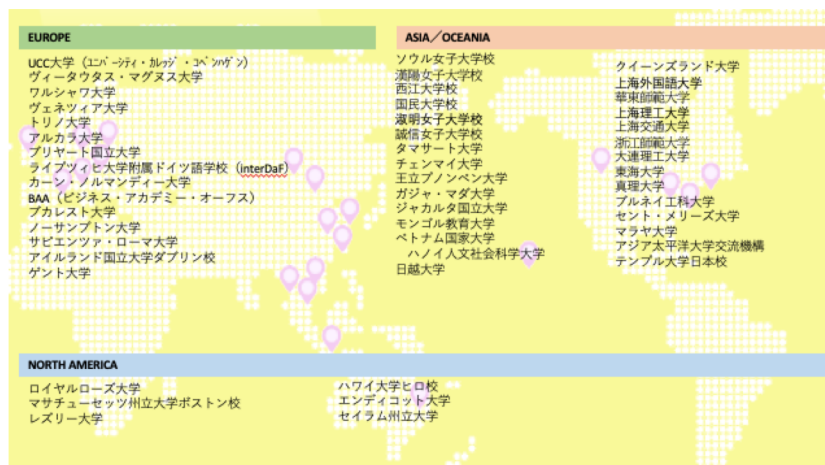 EUROPE
UCC大学（ﾕﾆﾊﾞｰｼﾃｨ・ｶﾚｯｼﾞ・ｺﾍﾟﾝﾊｹﾞﾝ）
ヴィータウタス・マグヌス大学
ワルシャワ大学
ヴェネツィア大学
トリノ大学
アルカラ大学
ブリヤート国立大学
ライプツィヒ大学附属ドイツ語学校（interDaF)
カーン・ノルマンディー大学
BAA（ビジネス・アカデミー・オーフス）
ブカレスト大学
ノーサンプトン大学
サピエンツァ・ローマ大学
アイルランド国立大学ダブリン校
ゲント大学
ASIA／OCEANIA
ソウル女子大学校
漢陽女子大学校
西江大学校
国民大学校
淑明女子大学校
誠信女子大学校
タマサート大学
チェンマイ大学
王立プノンペン大学
ガジャ・マダ大学
ジャカルタ国立大学
モンゴル教育大学
ベトナム国家大学
ハノイ人文社会科学大学
日越大学
クイーンズランド大学
上海外国語大学
華東師範大学
上海理工大学
上海交通大学
浙江師範大学
大連理工大学
東海大学
真理大学
ブルネイ工科大学
セント・メリーズ大学
マラヤ大学
アジア太平洋大学交流機構
テンプル大学日本校
NORTH AMERICA
ロイヤルローズ大学
マサチューセッツ州立大学ボストン校
レズリー大学
ハワイ大学ヒロ校
エンディコット大学
セイラム州立大学